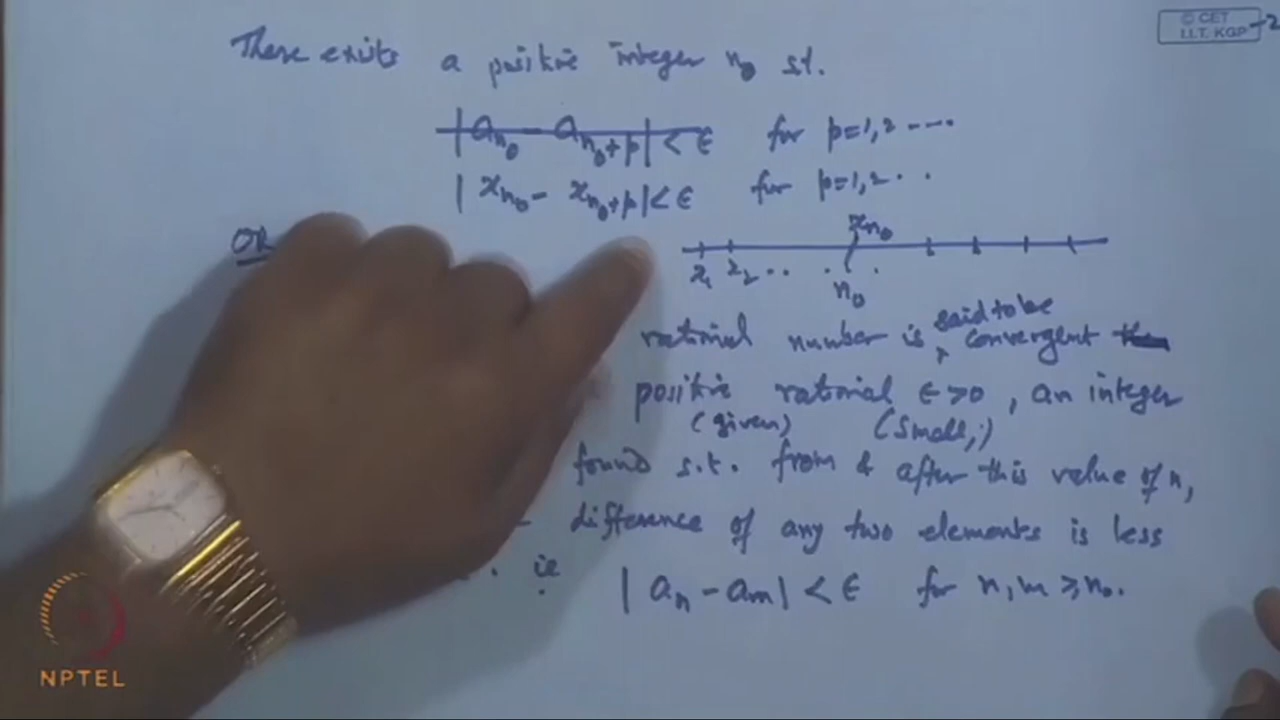 © CET
I.I.T. KGP
-2
There exists a positive integer n₀ s.t.
|a_{n₀} - a_{n₀+p}| < ε for p=1,2 ....
|x_{n₀} - x_{n₀+p}| < ε for p=1,2 . .
OR
x_{n₀}
x₁ x₂ .. . .
n₀
rational number is said to be convergent
positive rational ε>0, an integer
(given) (small,)
found s.t. from & after this value of n,
difference of any two elements is less
ie |a_n - a_m| < ε for n,m ≥ n₀.
NPTEL